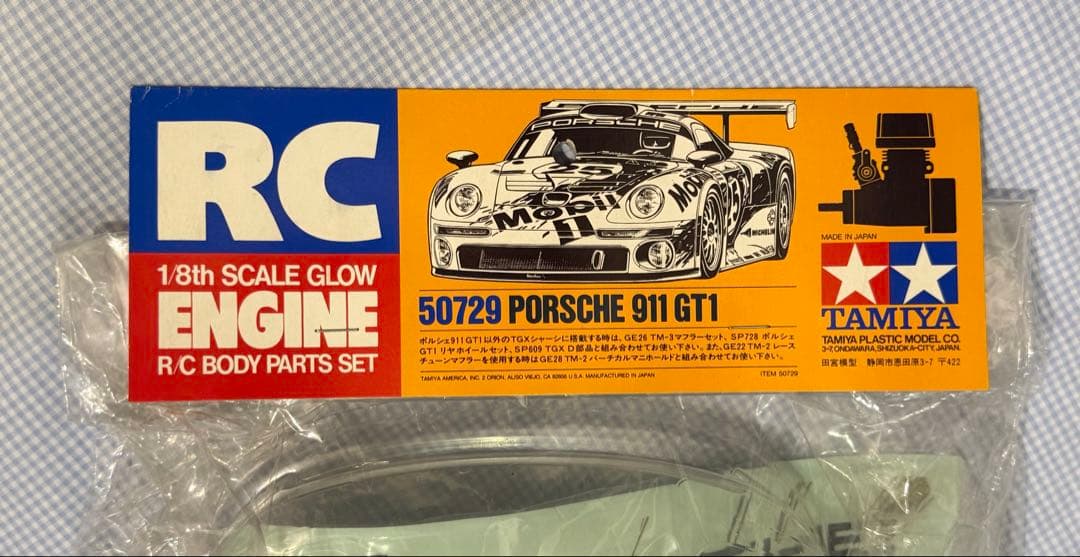 RC
1/8th SCALE GLOW
ENGINE
R/C BODY PARTS SET
PORSCHE
25
Mobil
1
Mobil
25
MICHELIN
50729 PORSCHE 911 GT1
ポルシェ911GT1以外のTGXシャーシに搭載する時は、GE26 TM-3マフラーセット、SP728 ポルシェ
GT1 リヤホイールセット、SP609 TGX D部品と組み合わせてお使い下さい。また、GE22 TM-2 レース
チューンマフラーを使用する時はGE28 TM-2 バーチカルマニホールドと組み合わせてお使い下さい。
TAMIYA AMERICA, INC. 2 ORION, ALISO VIEJO, CA 92656 U.S.A. MANUFACTURED IN JAPAN
ITEM 50729
MADE IN JAPAN
TAMIYA
TAMIYA PLASTIC MODEL CO.
3-7, ONDAWARA, SHIZUOKA-CITY, JAPAN.
田宮模型 静岡市恩田原3-7 〒422